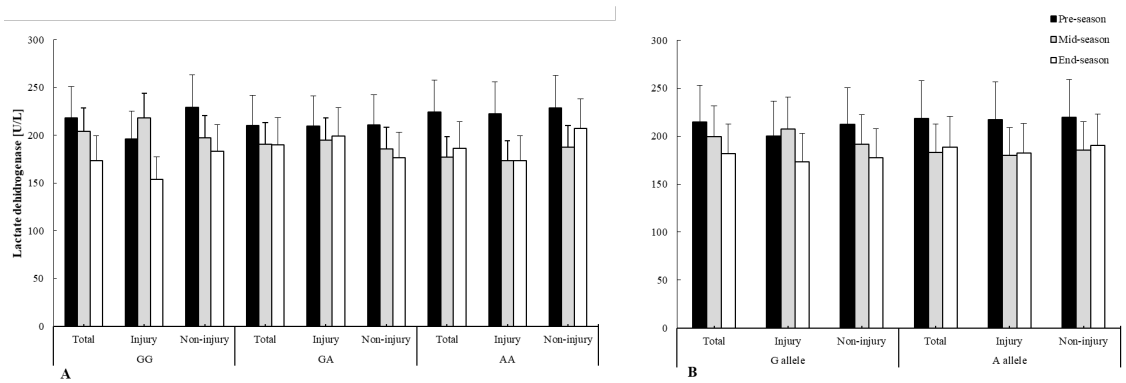 Pre-season
Mid-season
End-season
Lactate dehidrogenase [U/L]
300
250
200
150
100
50
0
Total Injury Non-injury Total Injury Non-injury Total Injury Non-injury
GG GA AA
A
300
250
200
150
100
50
0
Total Injury Non-injury Total Injury Non-injury
G allele A allele
B